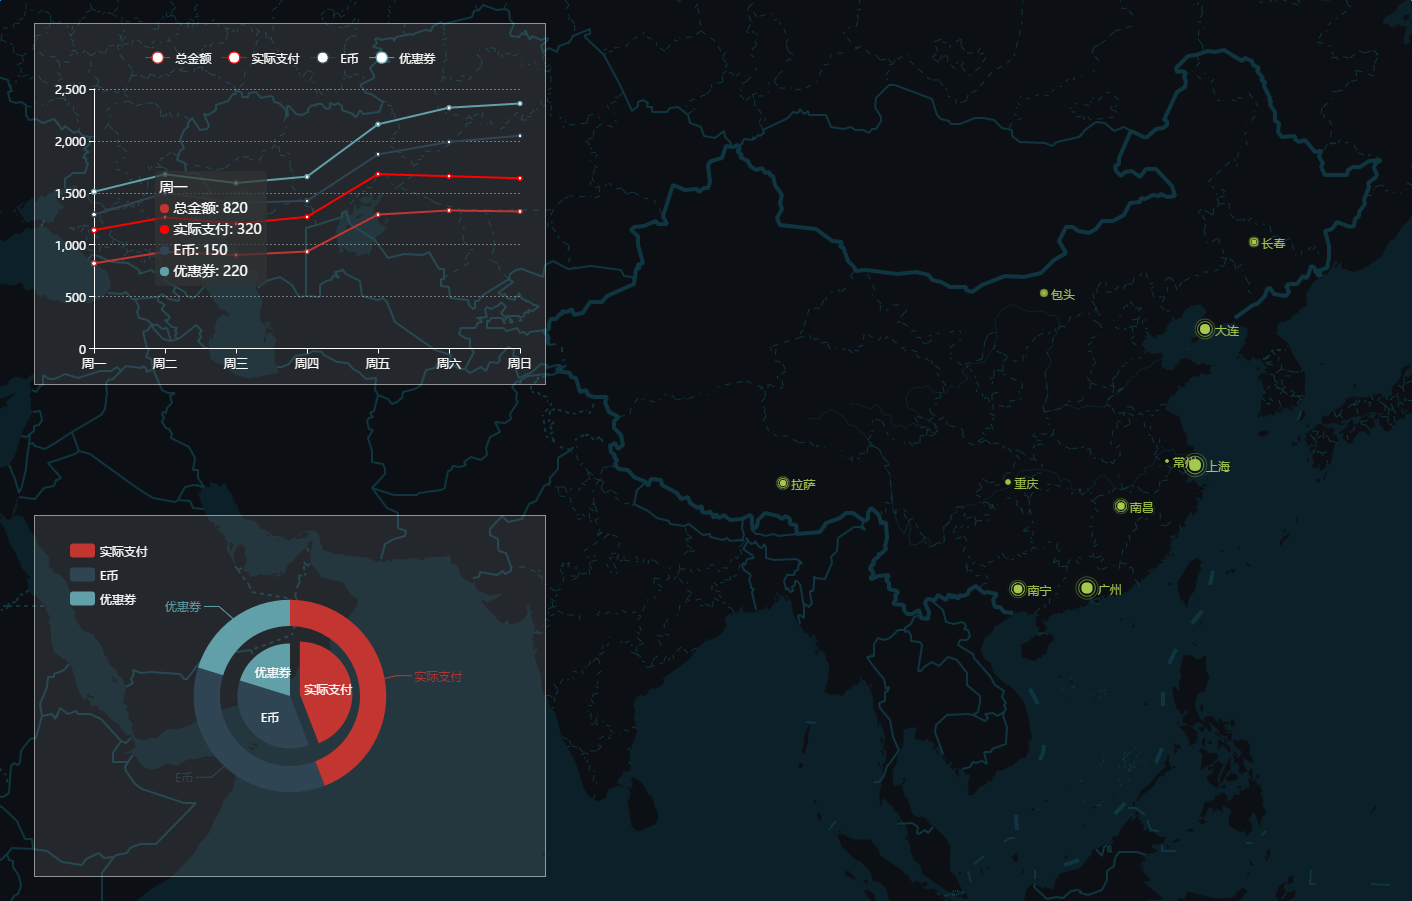 总金额 实际支付 E币 优惠券
2,500
2,000
1,500
1,000
500
0
周一 周二 周三 周四 周五 周六 周日
周一
总金额: 820
实际支付: 320
E币: 150
优惠券: 220
实际支付
E币
优惠券
优惠券
优惠券
实际支付
实际支付
E币
E币
长春
包头
大连
常州
上海
拉萨
重庆
南昌
南宁
广州